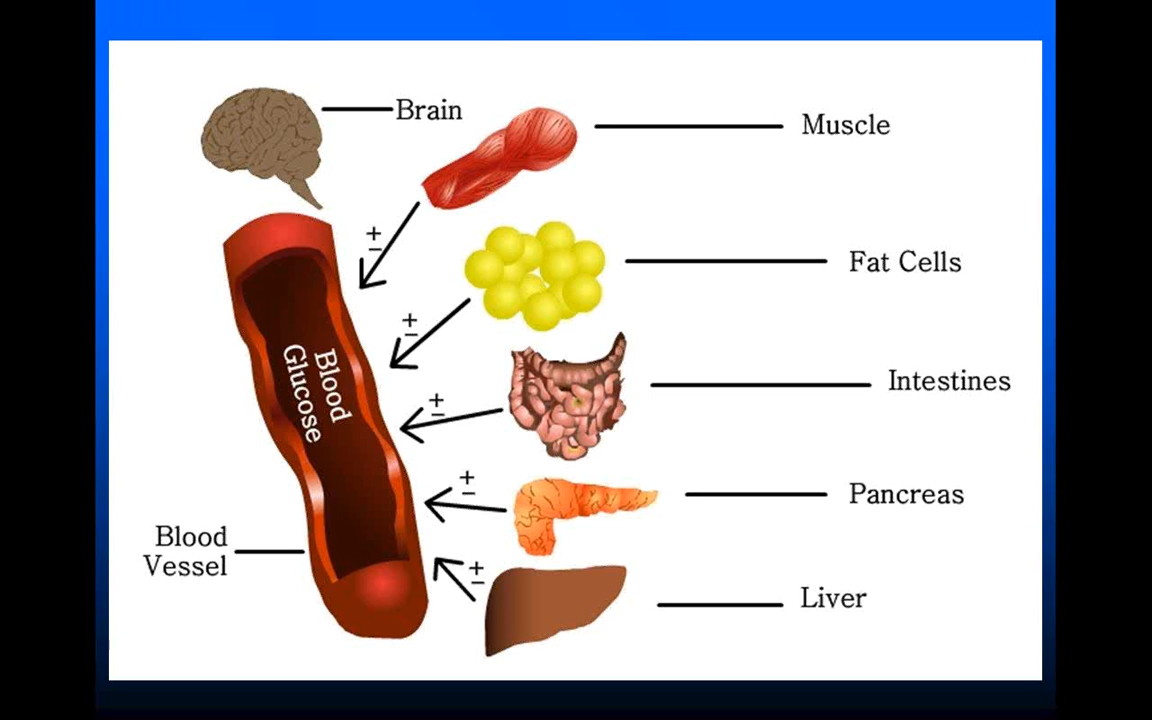 Brain
Muscle
±
Fat Cells
±
Blood
Glucose
Intestines
±
±
Pancreas
Blood
Vessel
±
Liver